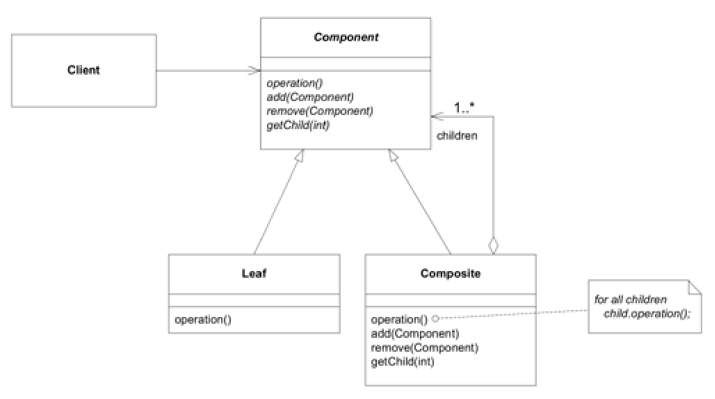 Component
Client
operation()
add(Component)
remove(Component)
getChild(int)
1..*
children
Leaf
operation()
Composite
operation()
add(Component)
remove(Component)
getChild(int)
for all children
child.operation();